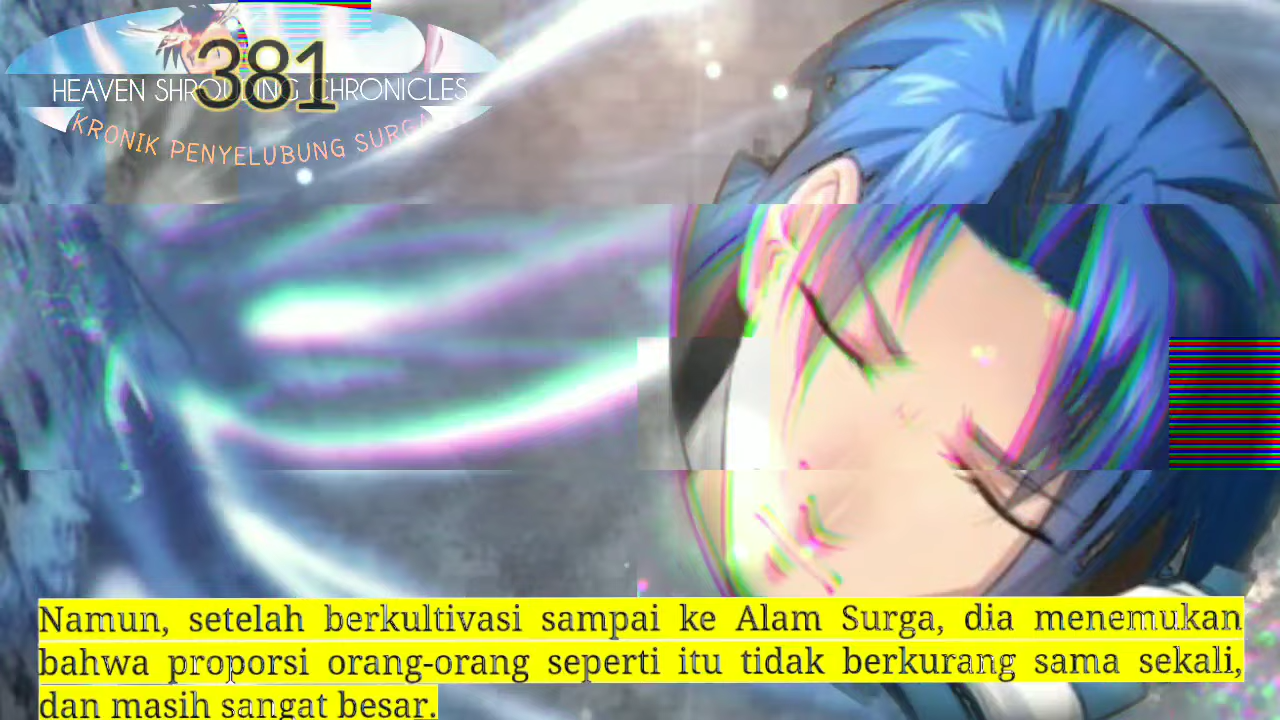 381
HEAVEN SHROUDING CHRONICLES
KRONIK PENYELUBUNG SURGA
Namun, setelah berkultivasi sampai ke Alam Surga, dia menemukan
bahwa proporsi orang-orang seperti itu tidak berkurang sama sekali,
dan masih sangat besar.